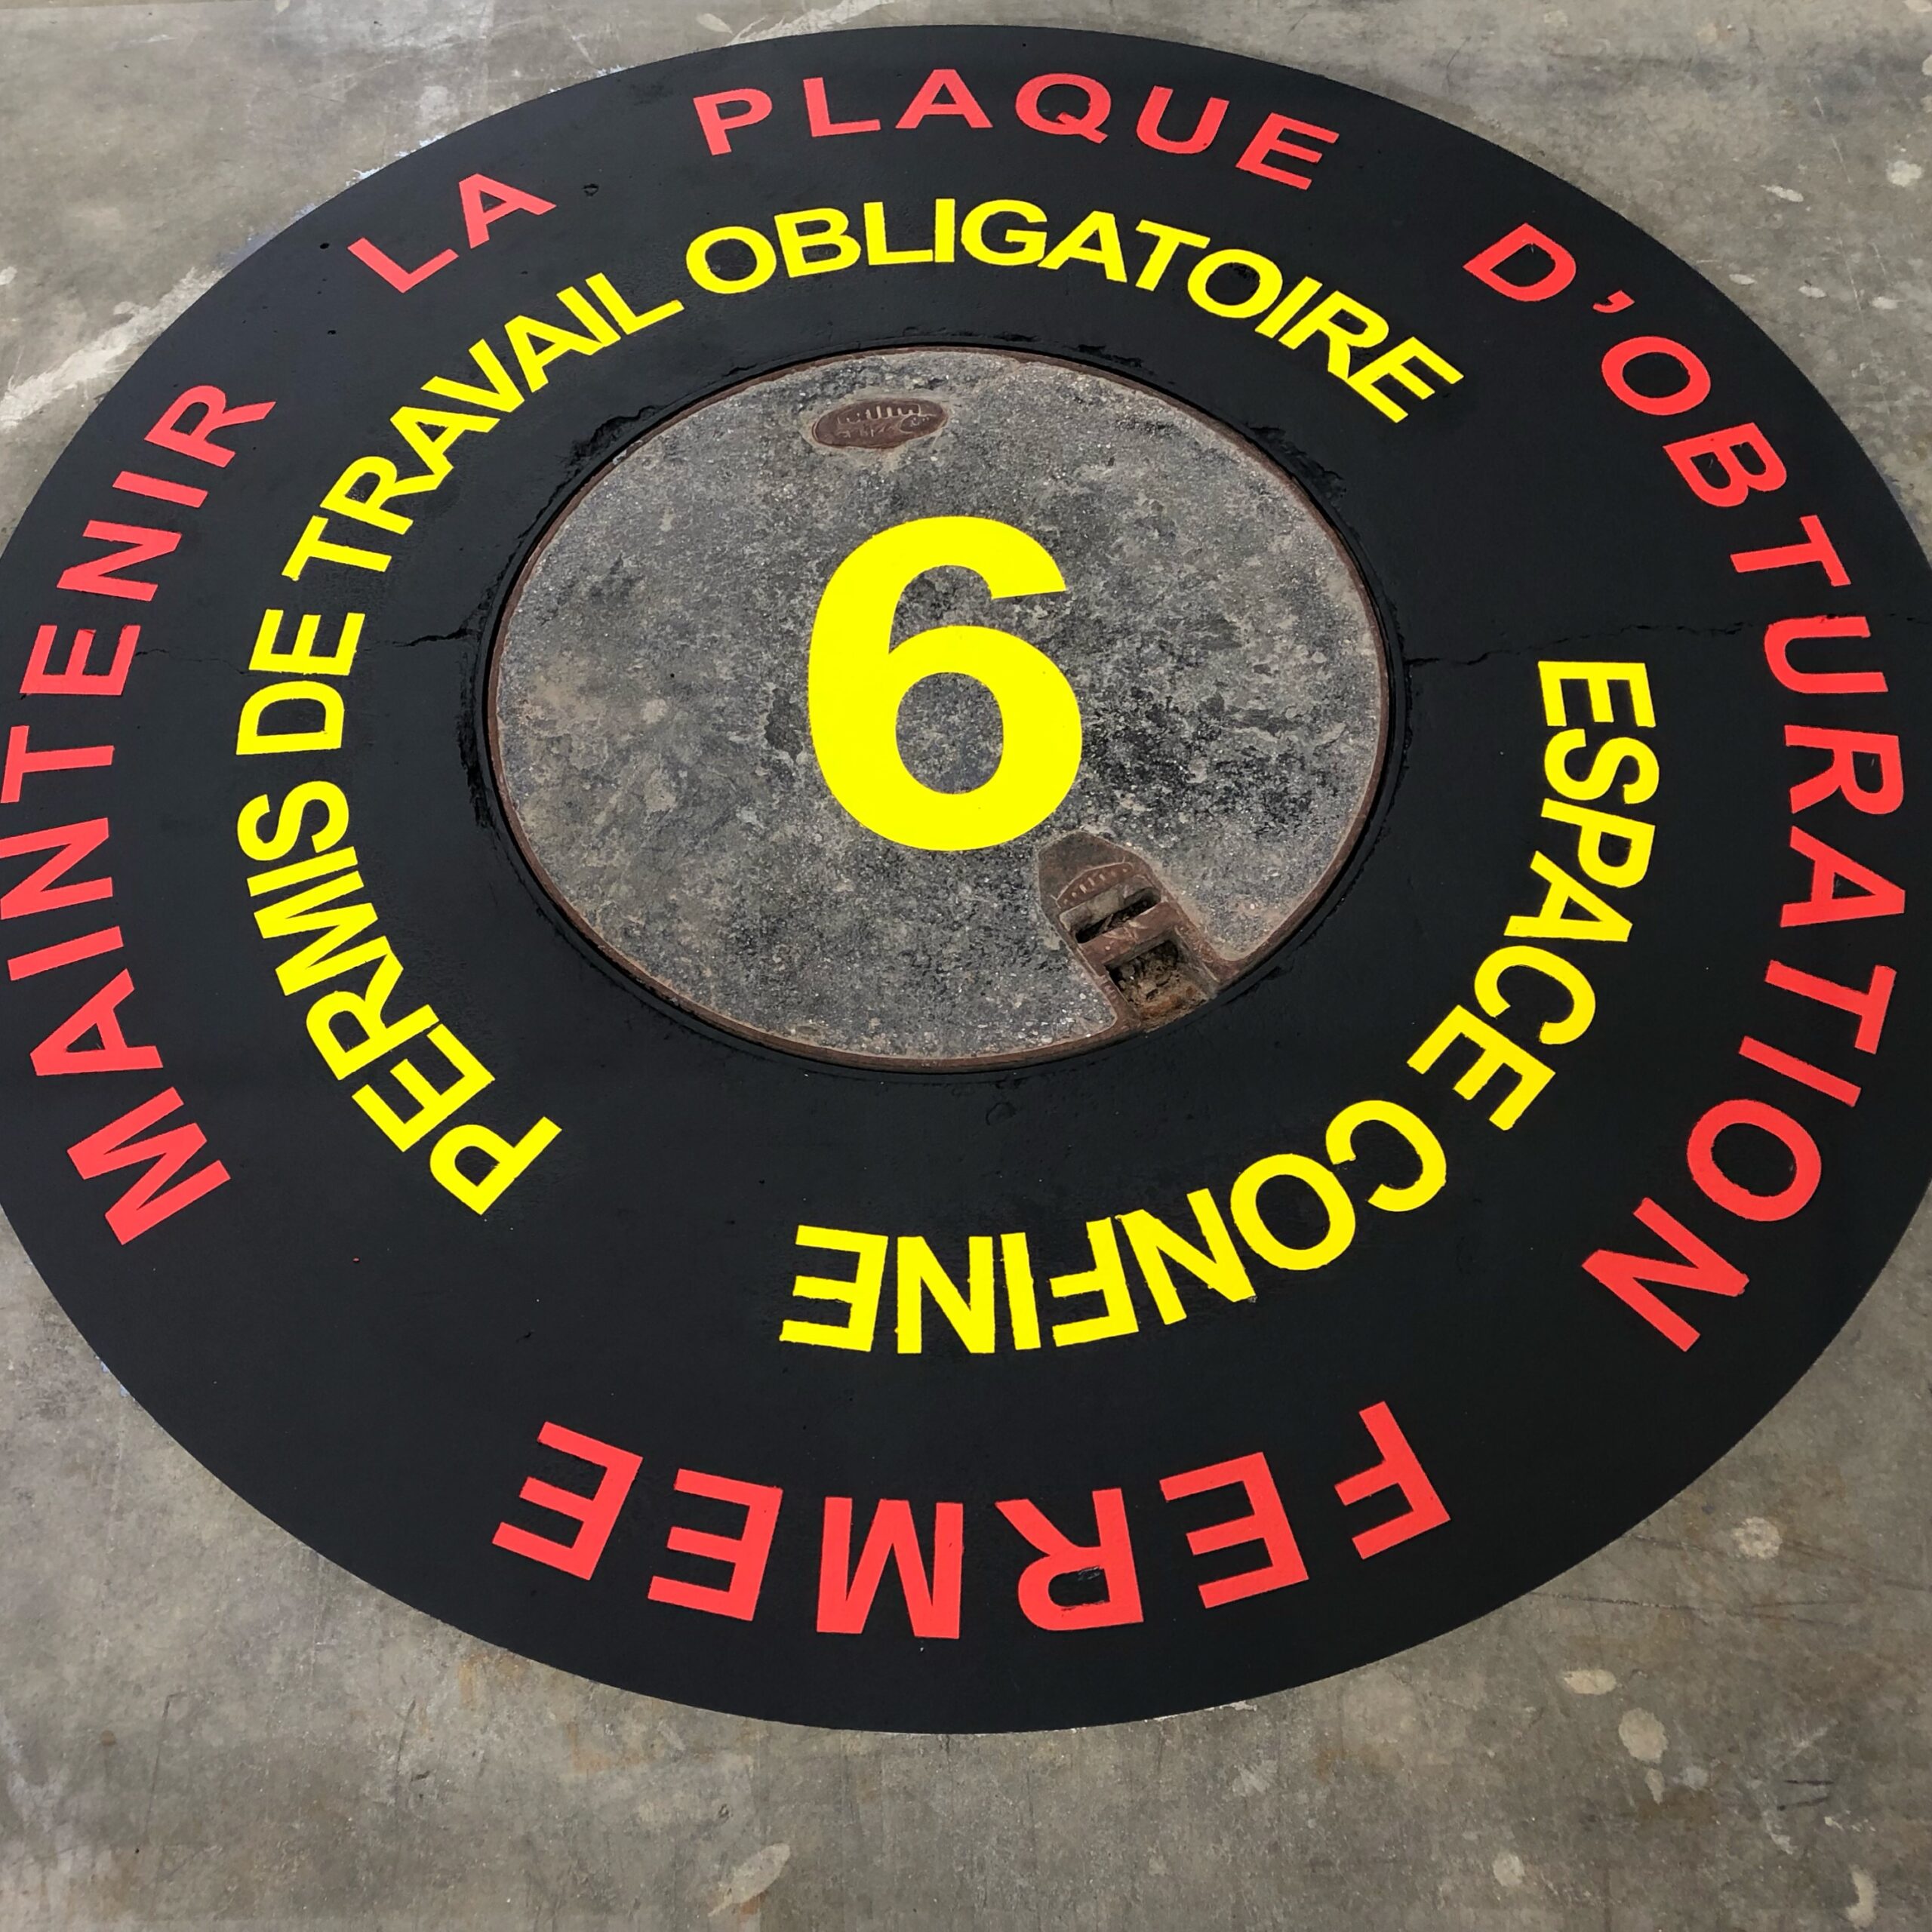 MAINTENIR LA PLAQUE D'OBTURATION FERMEE
PERMIS DE TRAVAIL OBLIGATOIRE
ESPACE CONFINE
6